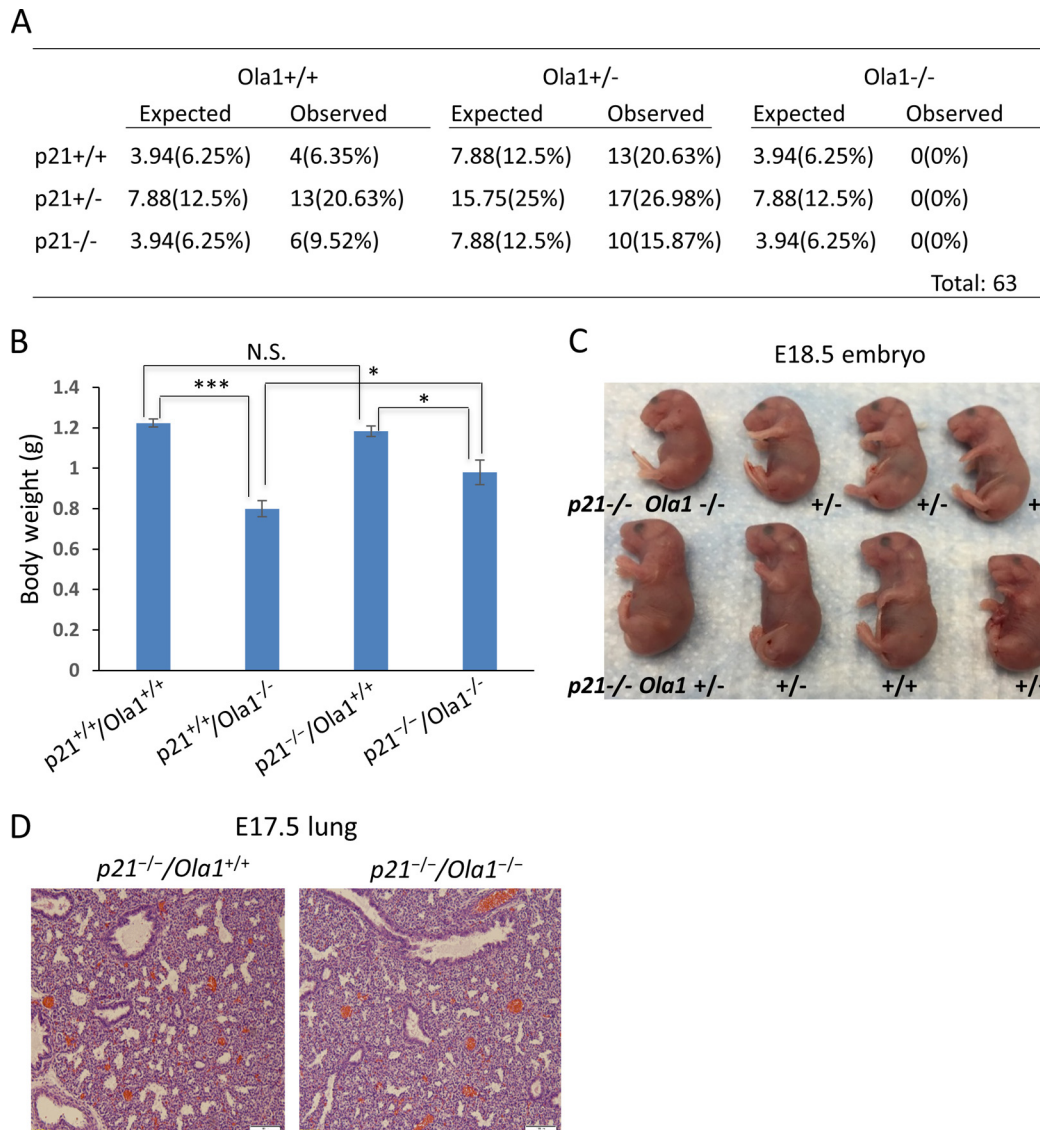 A
Ola1+/+ Ola1+/- Ola1-/-
Expected Observed Expected Observed Expected Observed
p21+/+ 3.94(6.25%) 4(6.35%) 7.88(12.5%) 13(20.63%) 3.94(6.25%) 0(0%)
p21+/- 7.88(12.5%) 13(20.63%) 15.75(25%) 17(26.98%) 7.88(12.5%) 0(0%)
p21-/- 3.94(6.25%) 6(9.52%) 7.88(12.5%) 10(15.87%) 3.94(6.25%) 0(0%)
Total: 63
B
N.S.
*** * *
1.4
1.2
1
0.8
0.6
0.4
0.2
0
Body weight (g)
p21+/+/Ola1+/+
p21+/+/Ola1-/-
p21−/−/Ola1+/+
p21−/−/Ola1-/-
C
E18.5 embryo
p21-/- Ola1 -/- +/- +/- +
p21-/- Ola1 +/- +/- +/+ +/-
D
E17.5 lung
p21−/−/Ola1+/+ p21−/−/Ola1−/−